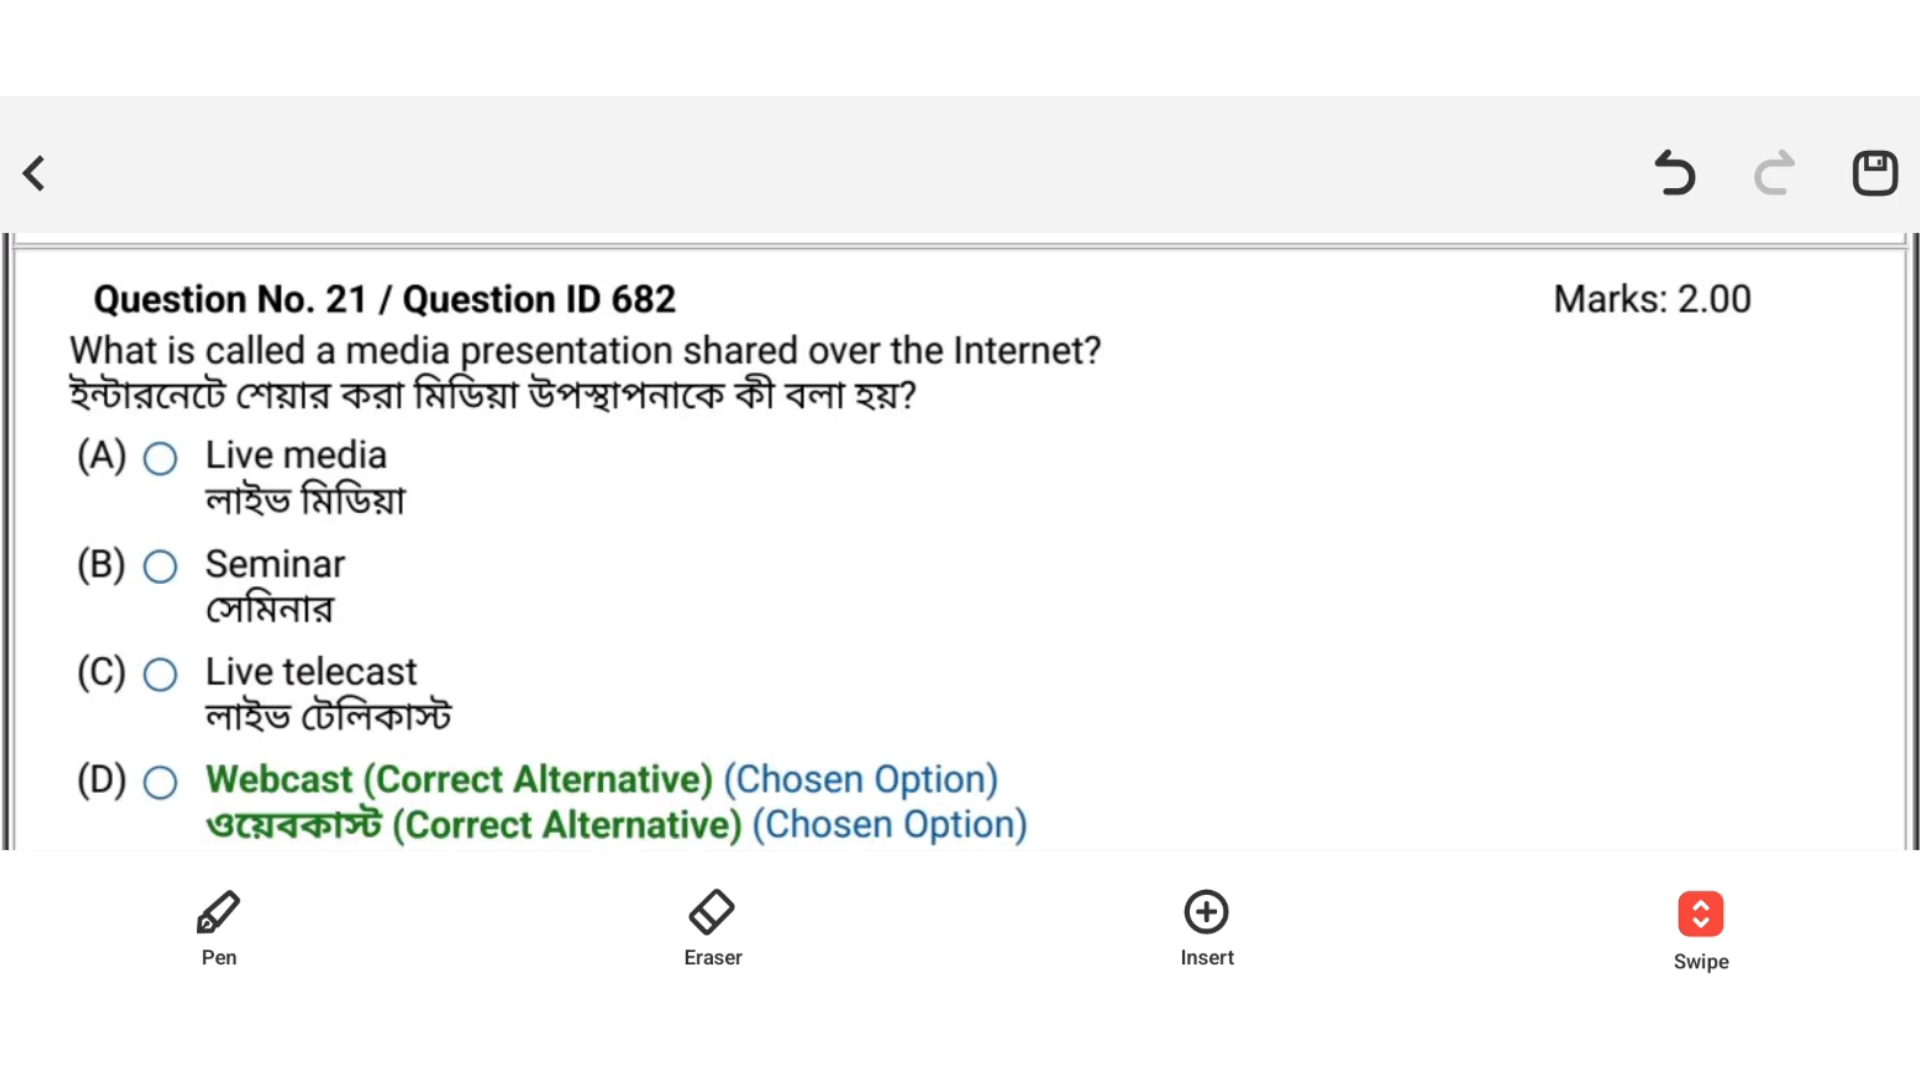 Question No. 21 / Question ID 682 Marks: 2.00
What is called a media presentation shared over the Internet?
ইন্টারনেটে শেয়ার করা মিডিয়া উপস্থাপনাকে কী বলা হয়?
(A) Live media
লাইভ মিডিয়া
(B) Seminar
সেমিনার
(C) Live telecast
লাইভ টেলিকাস্ট
(D) Webcast (Correct Alternative) (Chosen Option)
ওয়েবকাস্ট (Correct Alternative) (Chosen Option)
Pen Eraser Insert Swipe